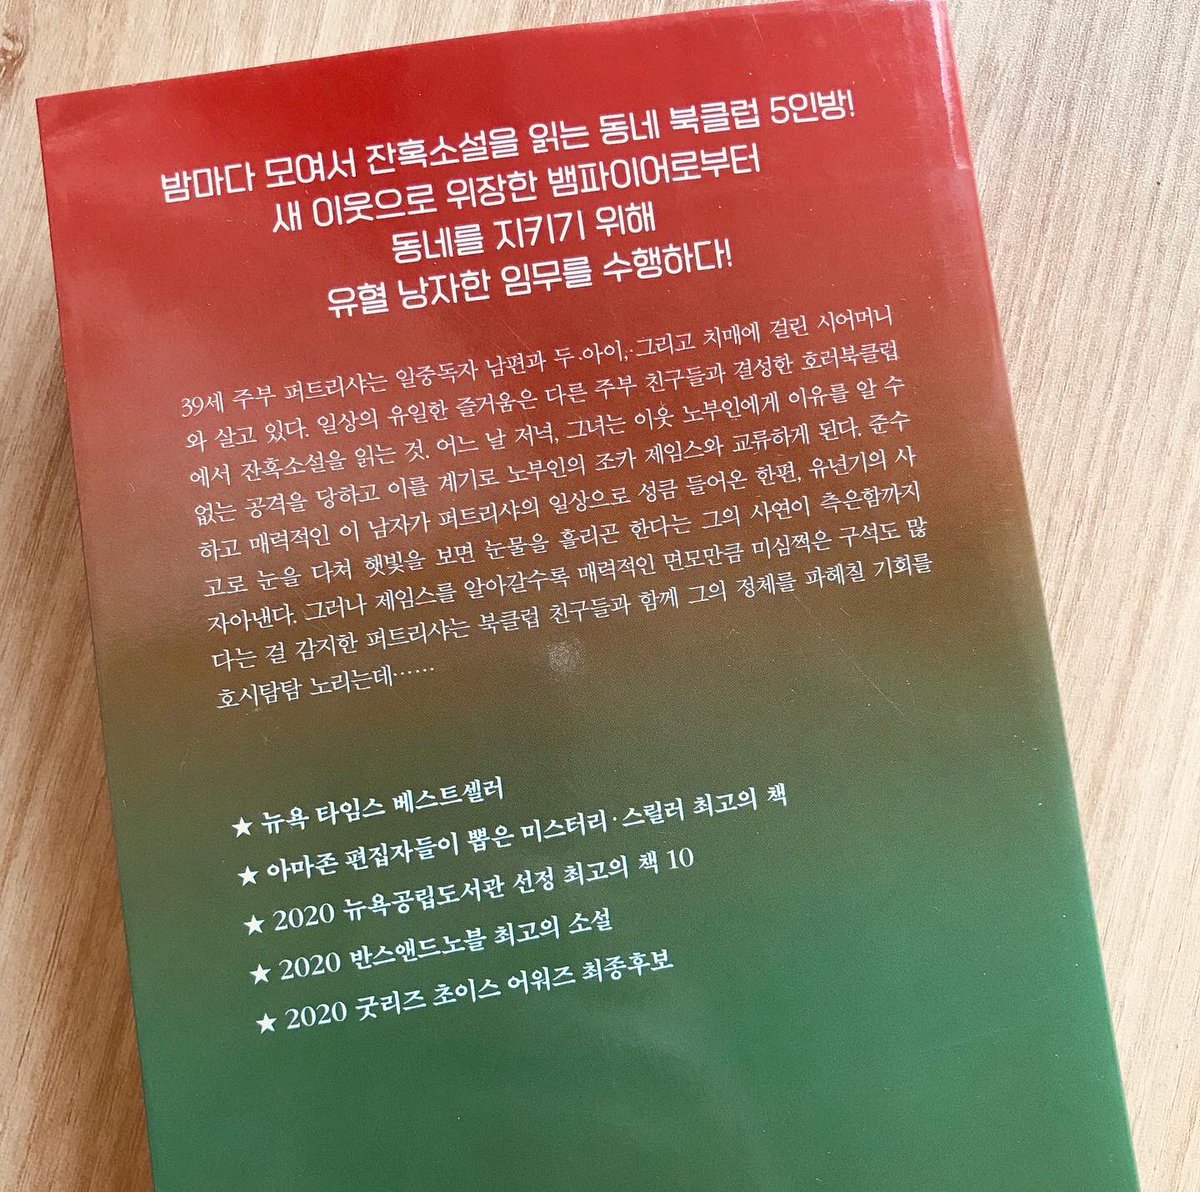 밤마다 모여서 잔혹소설을 읽는 동네 북클럽 5인방!
새 이웃으로 위장한 뱀파이어로부터
동네를 지키기 위해
유혈 낭자한 임무를 수행하다!
39세 주부 퍼트리샤는 일중독자 남편과 두 아이, 그리고 치매에 걸린 시어머니
와 살고 있다. 일상의 유일한 즐거움은 다른 주부 친구들과 결성한 호러북클럽
에서 잔혹소설을 읽는 것. 어느 날 저녁, 그녀는 이웃 노부인에게 이유를 알 수
없는 공격을 당하고 이를 계기로 노부인의 조카 제임스와 교류하게 된다. 준수
하고 매력적인 이 남자가 퍼트리샤의 일상으로 성큼 들어온 한편, 유년기의 사
고로 눈을 다쳐 햇빛을 보면 눈물을 흘리곤 한다는 그의 사연이 측은함까지
자아낸다. 그러나 제임스를 알아갈수록 매력적인 면모만큼 미심쩍은 구석도 많
다는 걸 감지한 퍼트리샤는 북클럽 친구들과 함께 그의 정체를 파헤칠 기회를
호시탐탐 노리는데……
★ 뉴욕 타임스 베스트셀러
★ 아마존 편집자들이 뽑은 미스터리·스릴러 최고의 책
★ 2020 뉴욕공립도서관 선정 최고의 책 10
★ 2020 반스앤드노블 최고의 소설
★ 2020 굿리즈 초이스 어워즈 최종후보